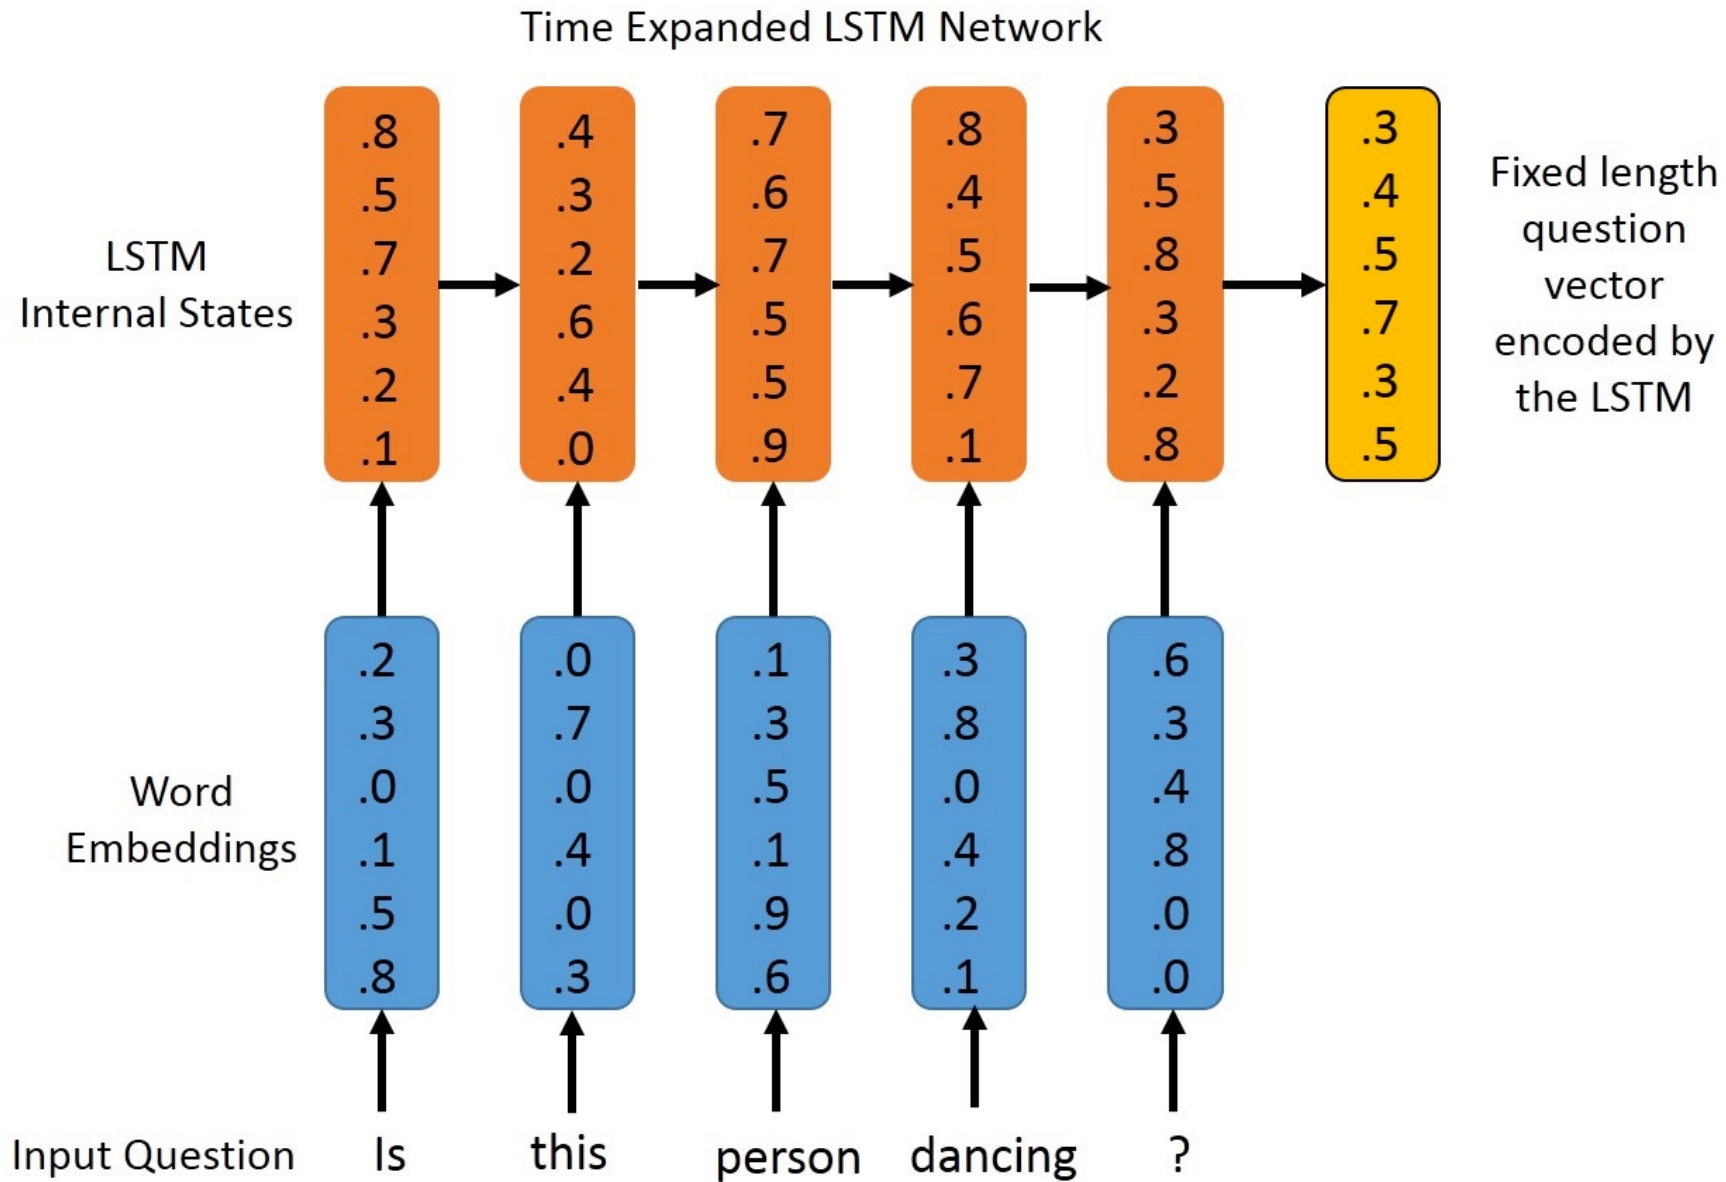 Time Expanded LSTM Network
LSTM
Internal States
.8 .4 .7 .8 .3 .3
.5 .3 .6 .4 .5 .4
.7 .2 .7 .5 .8 .5
.3 .6 .5 .6 .3 .7
.2 .4 .5 .7 .2 .3
.1 .0 .9 .1 .8 .5
Fixed length
question
vector
encoded by
the LSTM
Word
Embeddings
.2 .0 .1 .3 .6
.3 .7 .3 .8 .3
.0 .0 .5 .0 .4
.1 .4 .1 .4 .8
.5 .0 .9 .2 .0
.8 .3 .6 .1 .0
Input Question Is this person dancing ?